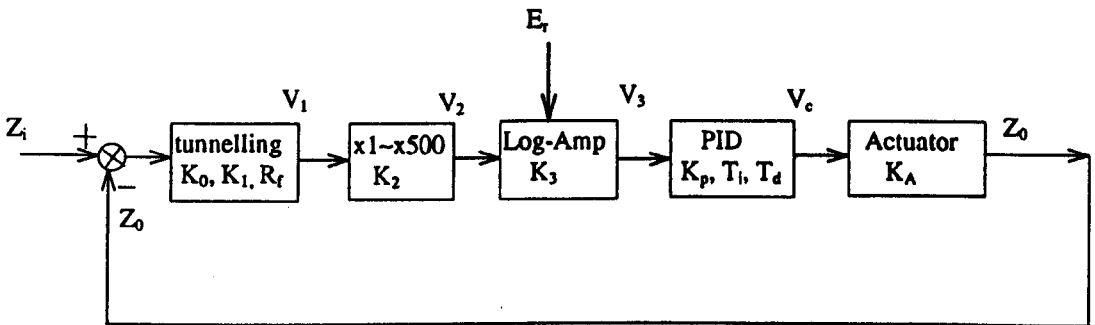 E_r
V_1
V_2
V_3
V_c
Z_i
+
tunnelling
K_0, K_1, R_f
x1~x500
K_2
Log-Amp
K_3
PID
K_p, T_i, T_d
Actuator
K_A
Z_0
−
Z_0